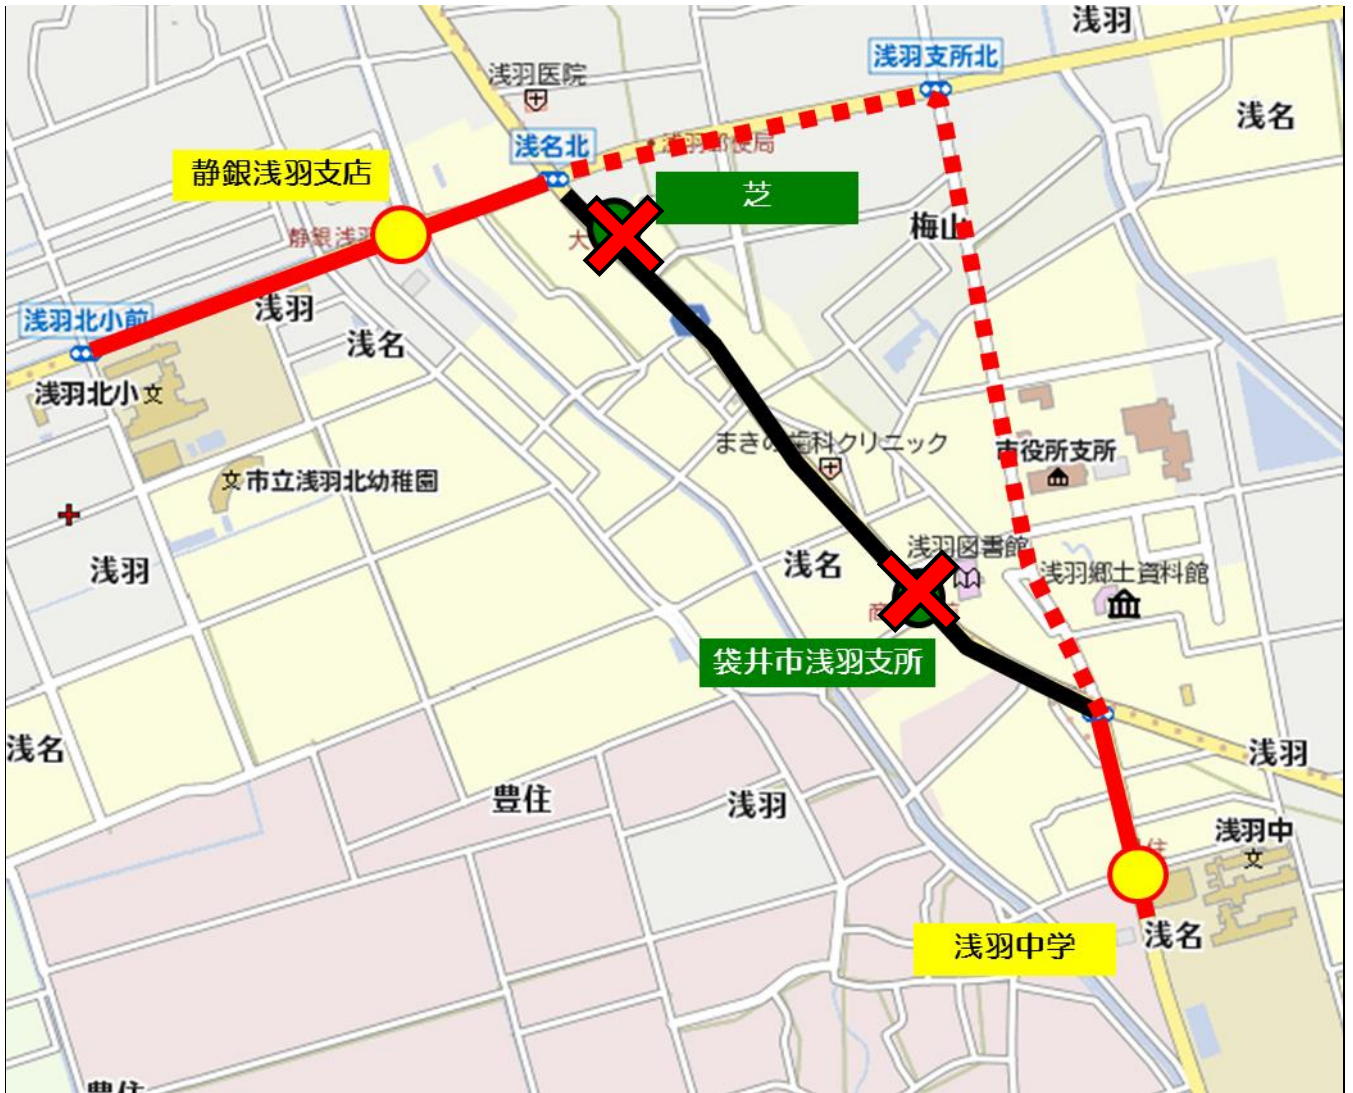 浅羽
浅羽支所北
浅羽医院
浅名
浅名北
静銀浅羽支店
芝
梅山
浅羽
浅羽北小前
浅名
浅羽北小
文
まきの歯科クリニック
市役所支所
文
市立浅羽北幼稚園
浅羽図書館
浅羽
浅名
浅羽郷土資料館
袋井市浅羽支所
浅名
浅羽
豊住
浅羽
浅羽中
文
浅羽中学
浅名
豊住